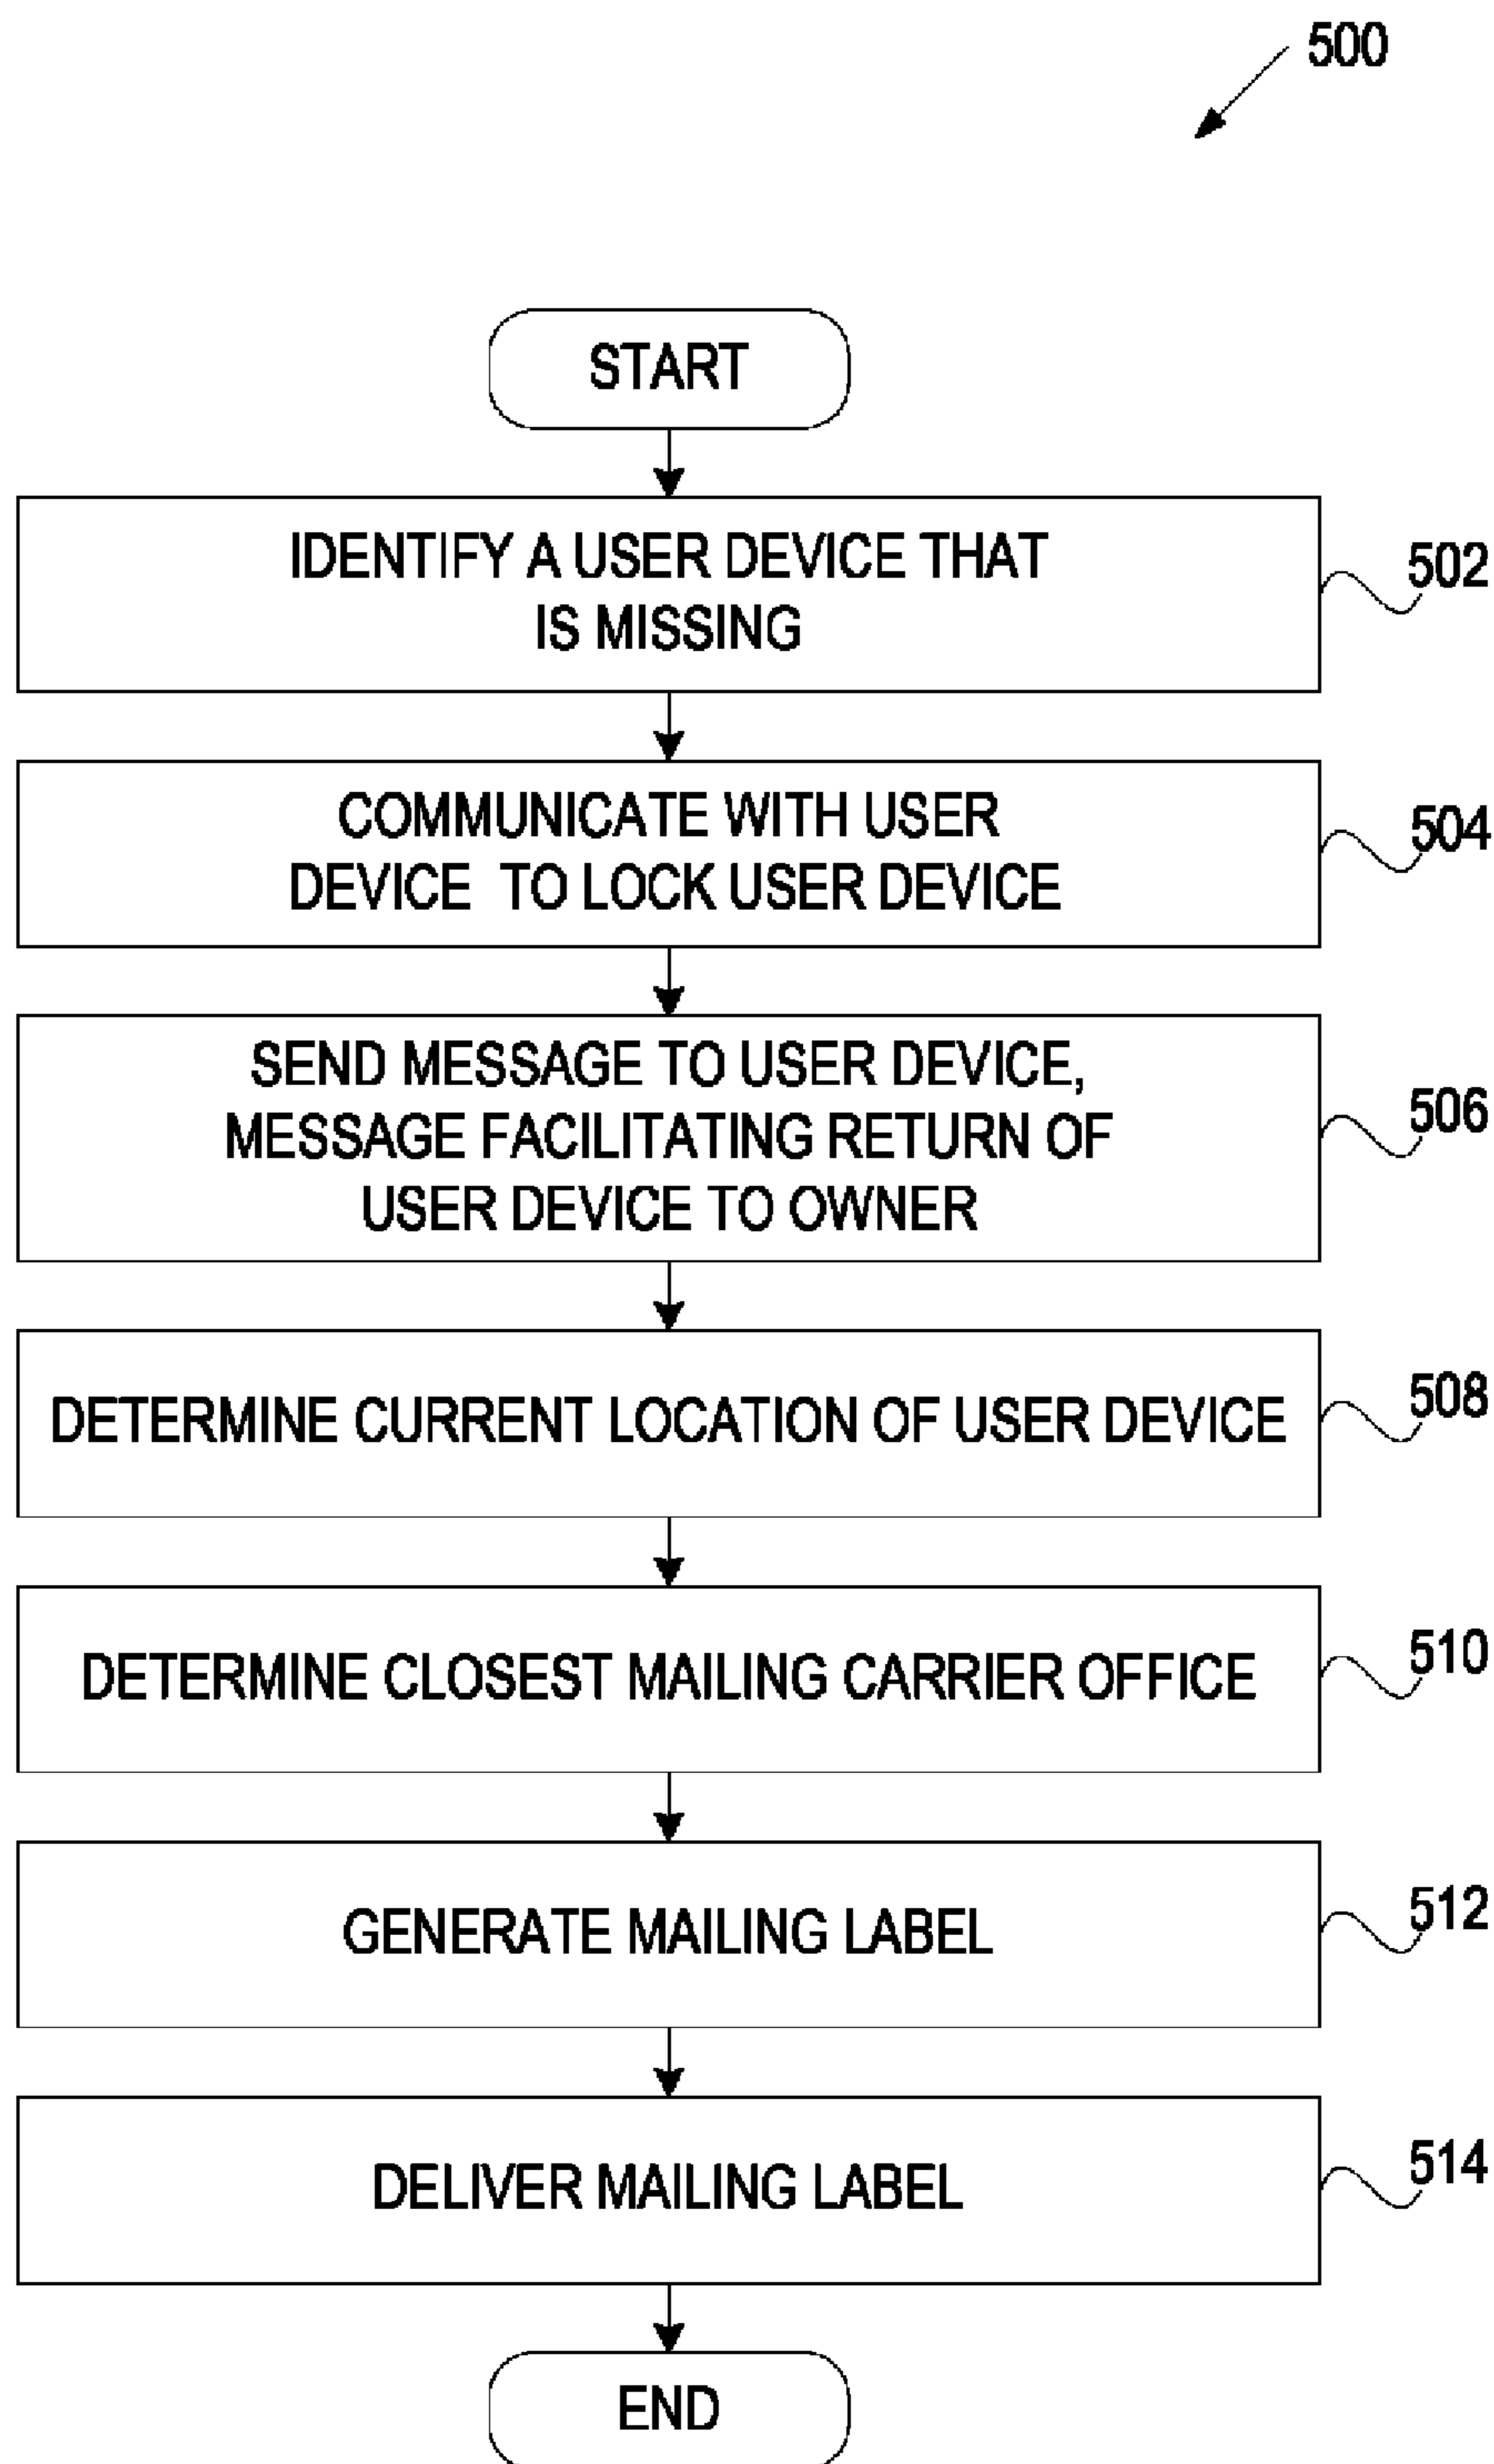 500
START
IDENTIFY A USER DEVICE THAT
IS MISSING
502
COMMUNICATE WITH USER
DEVICE TO LOCK USER DEVICE
504
SEND MESSAGE TO USER DEVICE,
MESSAGE FACILITATING RETURN OF
USER DEVICE TO OWNER
506
DETERMINE CURRENT LOCATION OF USER DEVICE
508
DETERMINE CLOSEST MAILING CARRIER OFFICE
510
GENERATE MAILING LABEL
512
DELIVER MAILING LABEL
514
END